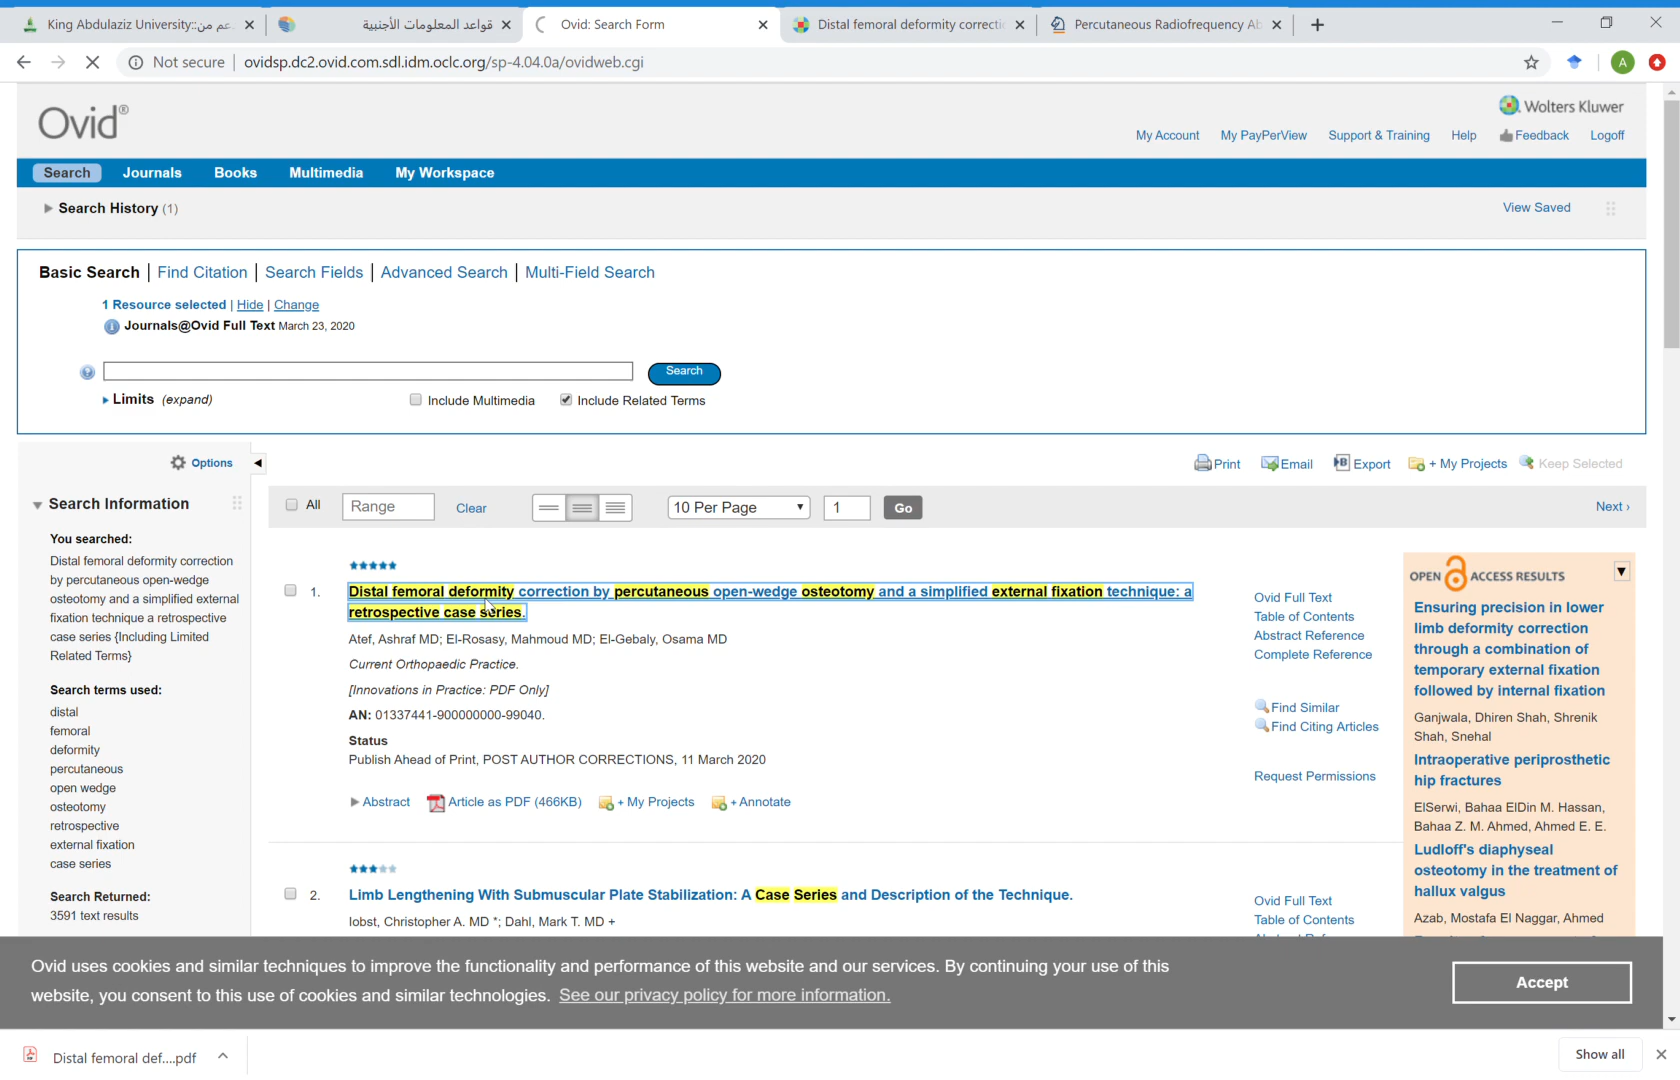 King Abdulaziz University::دعم من
قواعد المعلومات الأجنبية
Ovid: Search Form
Distal femoral deformity correctio
Percutaneous Radiofrequency Ab
Not secure | ovidsp.dc2.ovid.com.sdl.idm.oclc.org/sp-4.04.0a/ovidweb.cgi
A
Ovid®
Wolters Kluwer
My Account My PayPerView Support & Training Help Feedback Logoff
Search Journals Books Multimedia My Workspace
Search History (1)
View Saved
Basic Search | Find Citation | Search Fields | Advanced Search | Multi-Field Search
1 Resource selected | Hide | Change
Journals@Ovid Full Text March 23, 2020
Search
Limits (expand)
Include Multimedia Include Related Terms
Options
Print Email Export + My Projects Keep Selected
Search Information
All Range Clear 10 Per Page 1 Go Next ›
You searched:
Distal femoral deformity correction
by percutaneous open-wedge
osteotomy and a simplified external
fixation technique a retrospective
case series {Including Limited
Related Terms}
Search terms used:
distal
femoral
deformity
percutaneous
open wedge
osteotomy
retrospective
external fixation
case series
Search Returned:
3591 text results
1. Distal femoral deformity correction by percutaneous open-wedge osteotomy and a simplified external fixation technique: a
retrospective case series.
Atef, Ashraf MD; El-Rosasy, Mahmoud MD; El-Gebaly, Osama MD
Current Orthopaedic Practice.
[Innovations in Practice: PDF Only]
AN: 01337441-900000000-99040.
Status
Publish Ahead of Print, POST AUTHOR CORRECTIONS, 11 March 2020
Abstract Article as PDF (466KB) + My Projects + Annotate
Ovid Full Text
Table of Contents
Abstract Reference
Complete Reference
Find Similar
Find Citing Articles
Request Permissions
2. Limb Lengthening With Submuscular Plate Stabilization: A Case Series and Description of the Technique.
Iobst, Christopher A. MD *; Dahl, Mark T. MD +
Ovid Full Text
Table of Contents
OPEN ACCESS RESULTS
Ensuring precision in lower
limb deformity correction
through a combination of
temporary external fixation
followed by internal fixation
Ganjwala, Dhiren Shah, Shrenik
Shah, Snehal
Intraoperative periprosthetic
hip fractures
ElSerwi, Bahaa ElDin M. Hassan,
Bahaa Z. M. Ahmed, Ahmed E. E.
Ludloff's diaphyseal
osteotomy in the treatment of
hallux valgus
Azab, Mostafa El Naggar, Ahmed
Ovid uses cookies and similar techniques to improve the functionality and performance of this website and our services. By continuing your use of this
website, you consent to this use of cookies and similar technologies. See our privacy policy for more information.
Accept
Distal femoral def....pdf
Show all